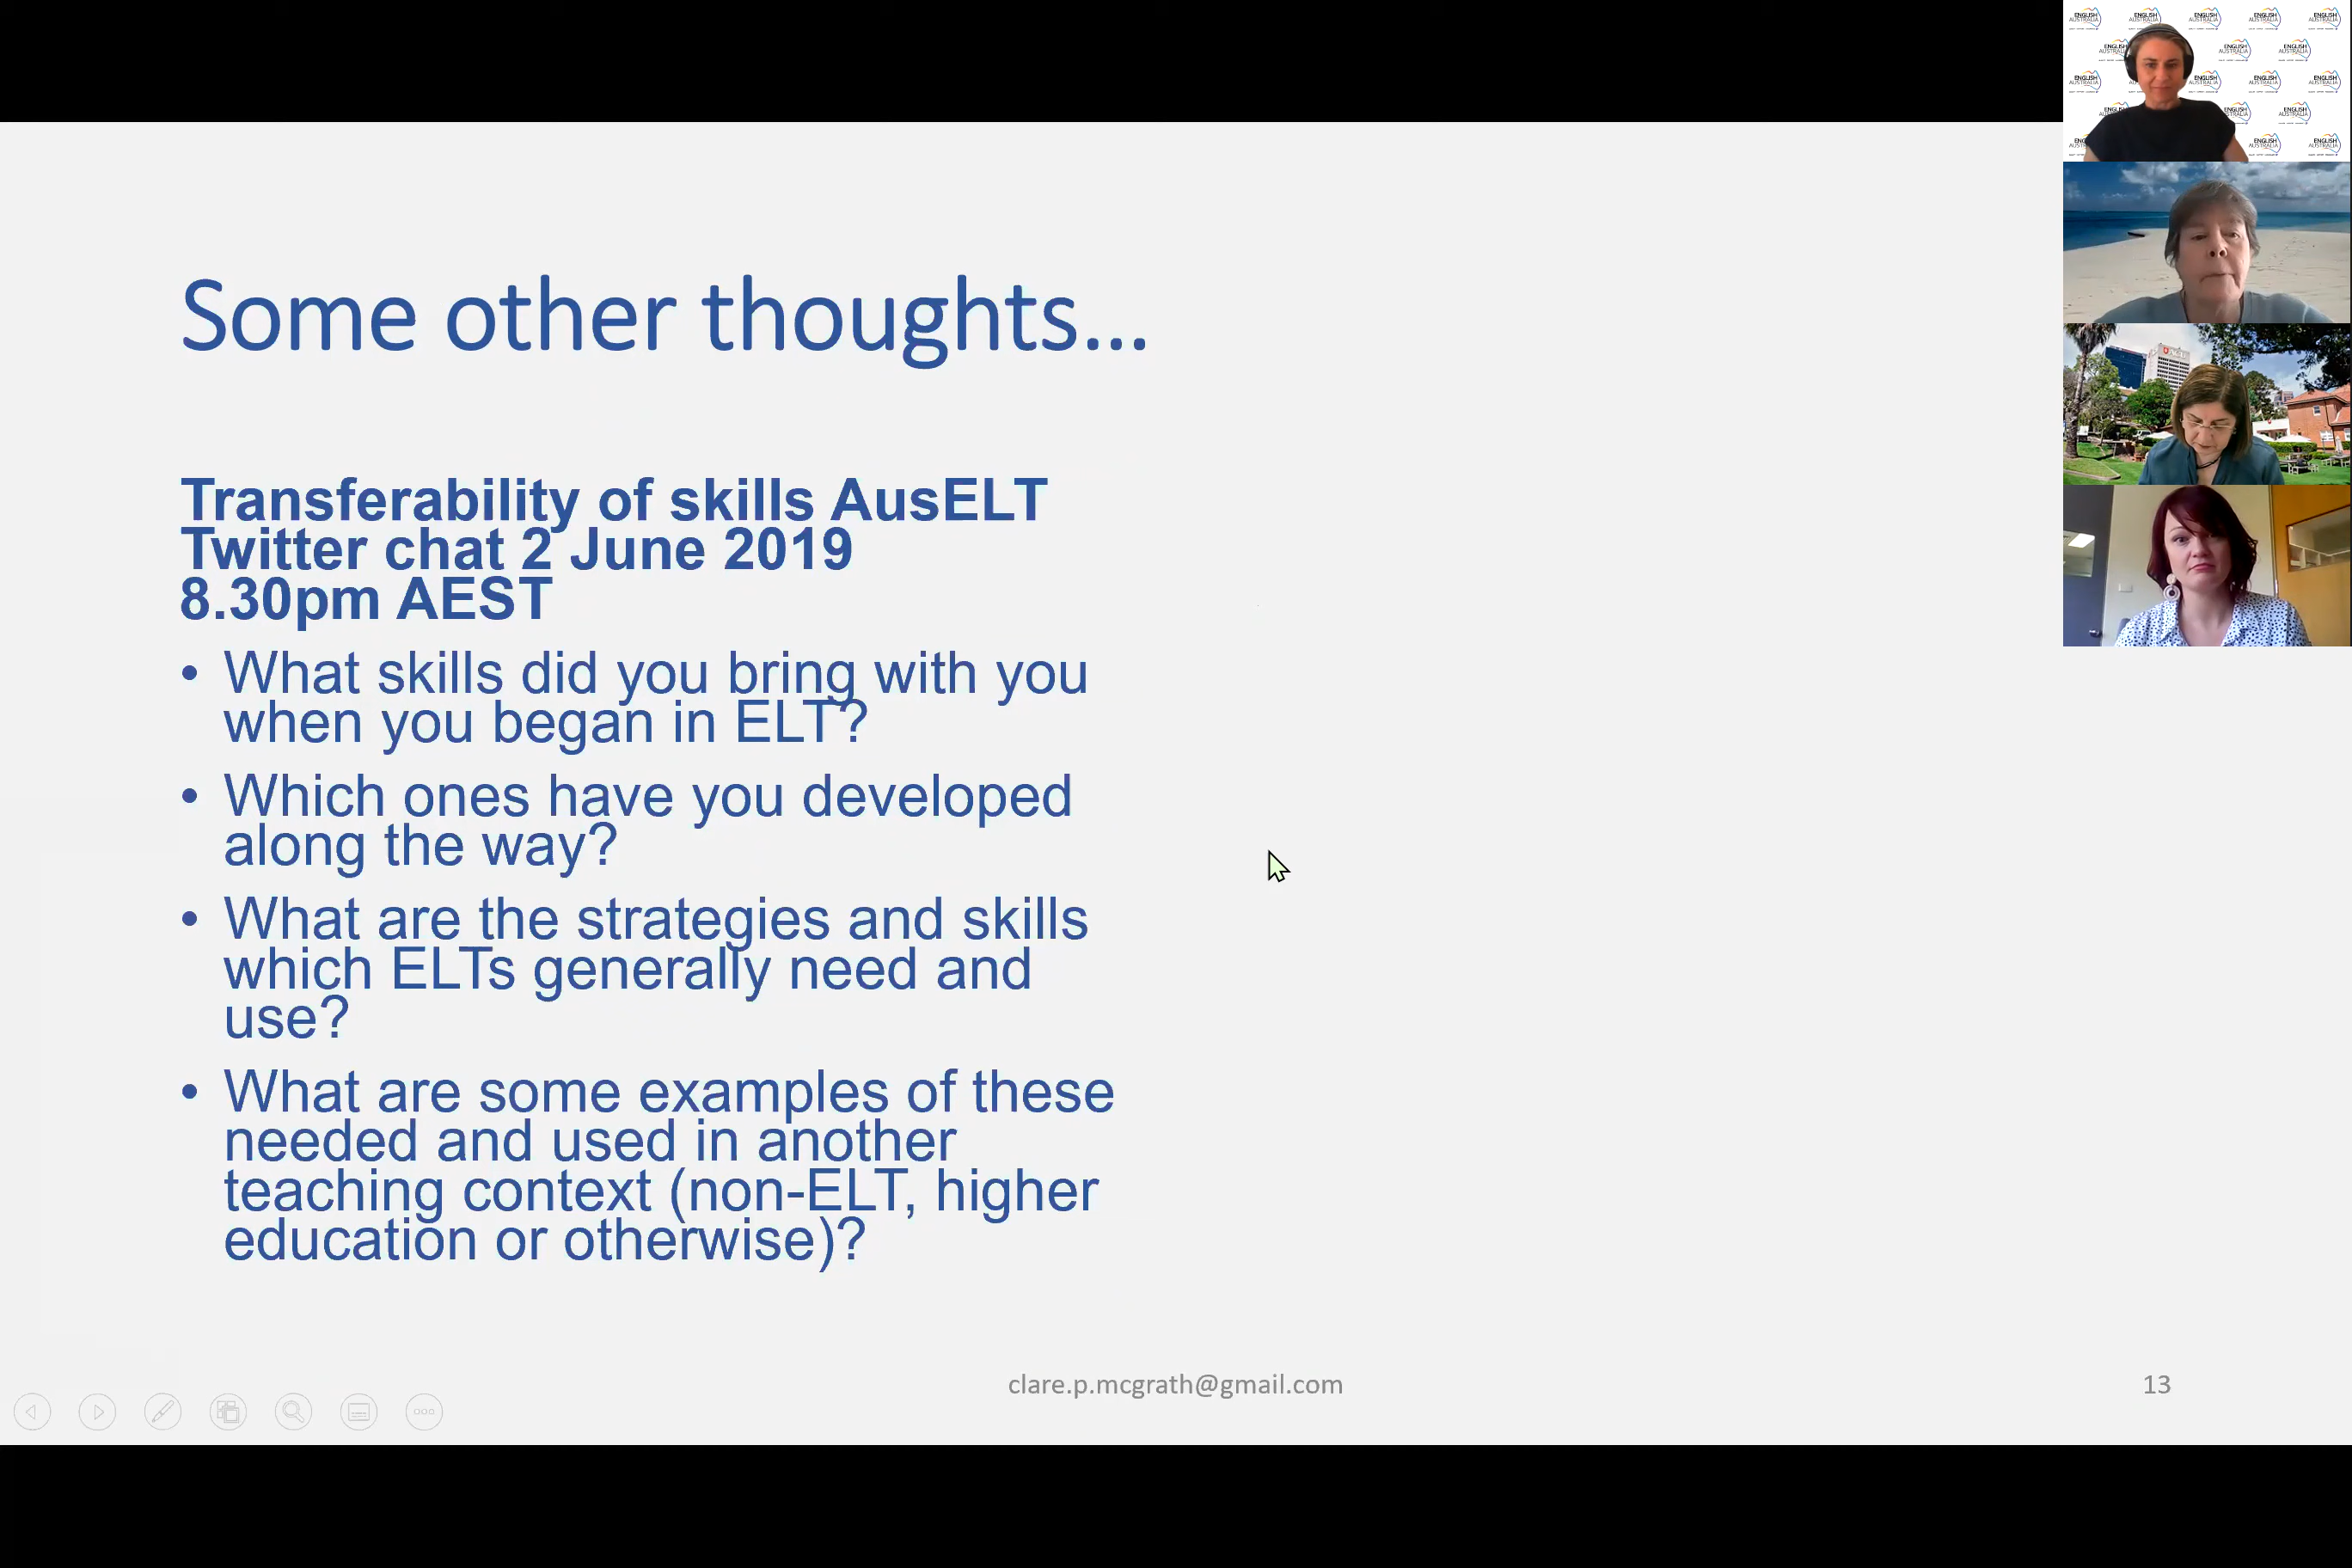 Some other thoughts...
Transferability of skills AusELT
Twitter chat 2 June 2019
8.30pm AEST
• What skills did you bring with you
when you began in ELT?
• Which ones have you developed
along the way?
• What are the strategies and skills
which ELTs generally need and
use?
• What are some examples of these
needed and used in another
teaching context (non-ELT, higher
education or otherwise)?
clare.p.mcgrath@gmail.com
13
ENGLISH
AUSTRALIA